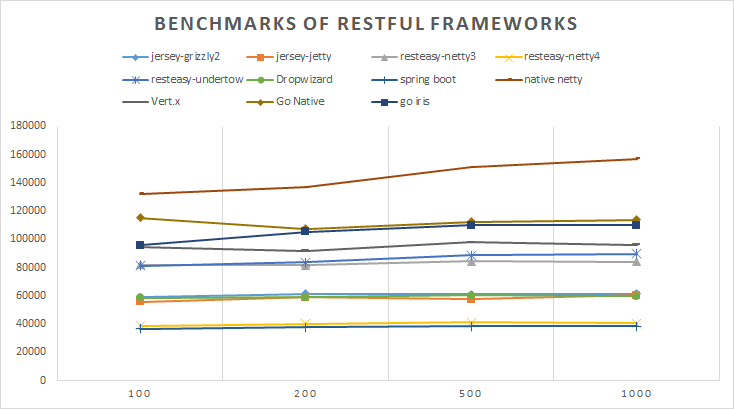 BENCHMARKS OF RESTFUL FRAMEWORKS
jersey-grizzly2 jersey-jetty resteasy-netty3 resteasy-netty4
resteasy-undertow Dropwizard spring boot native netty
Vert.x Go Native go iris
180000
160000
140000
120000
100000
80000
60000
40000
20000
0
100 200 500 1000